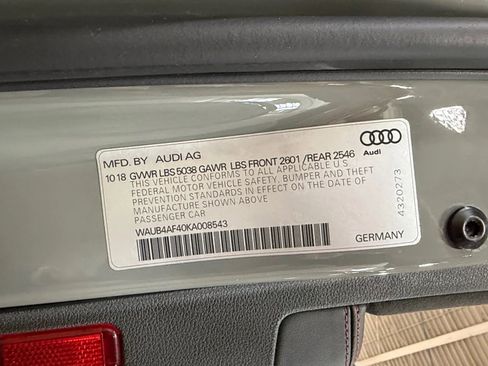 MFD. BY AUDI AG
10 18 GVWR LBS 5038 GAWR LBS FRONT 2601 / REAR 2546
THIS VEHICLE CONFORMS TO ALL APPLICABLE U.S.
FEDERAL MOTOR VEHICLE SAFETY, BUMPER AND THEFT
PREVENTION STANDARDS IN EFFECT ON THE DATE OF
MANUFACTURE SHOWN ABOVE
PASSENGER CAR
WAUB4AF40KA008543
Audi
4320273
GERMANY